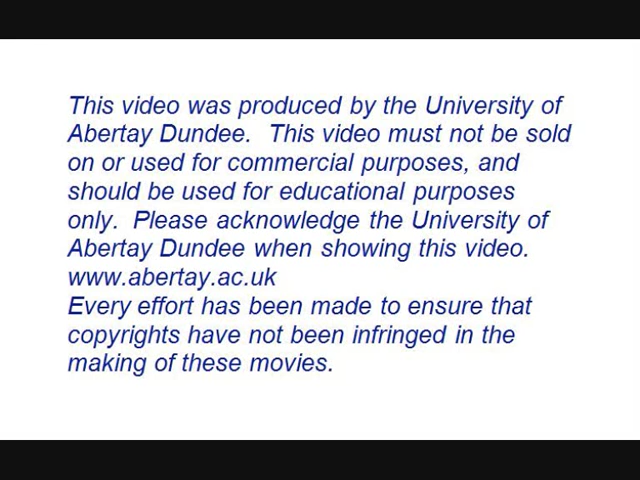 This video was produced by the University of
Abertay Dundee.  This video must not be sold
on or used for commercial purposes, and
should be used for educational purposes
only.  Please acknowledge the University of
Abertay Dundee when showing this video.
www.abertay.ac.uk
Every effort has been made to ensure that
copyrights have not been infringed in the
making of these movies.